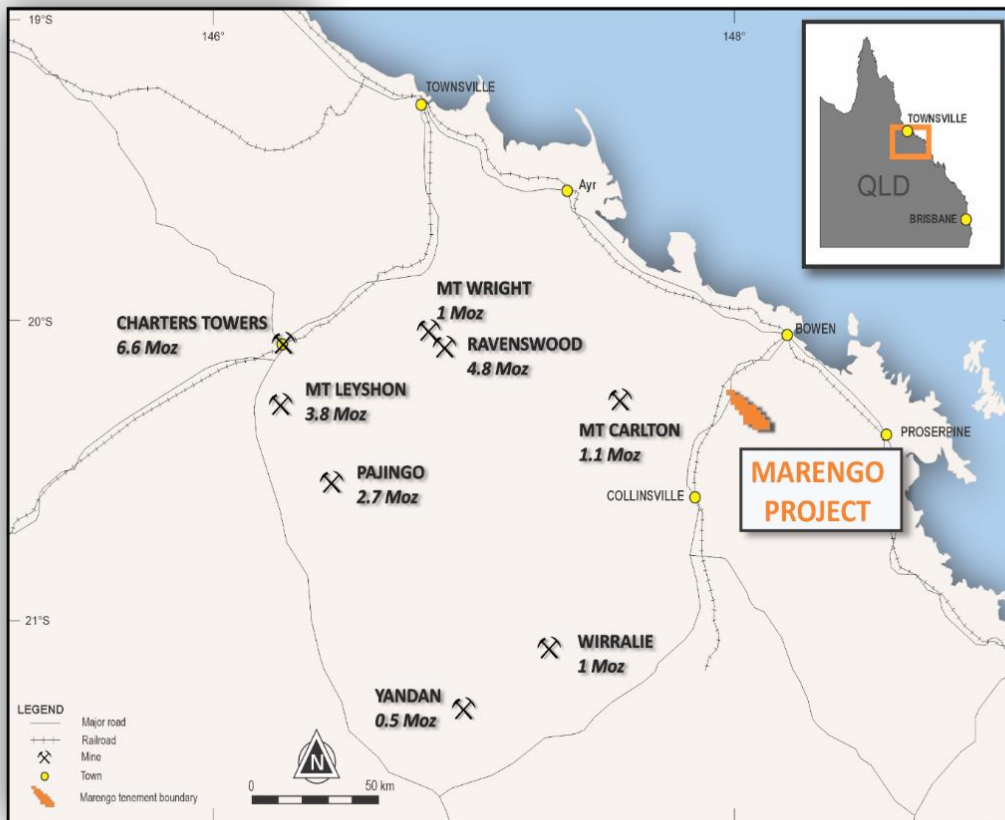 19°S
146°
148°
TOWNSVILLE
TOWNSVILLE
QLD
BRISBANE
Ayr
20°S
MT WRIGHT
1 Moz
CHARTERS TOWERS
6.6 Moz
RAVENSWOOD
4.8 Moz
BOWEN
MT LEYSHON
3.8 Moz
MT CARLTON
1.1 Moz
PROSERPINE
PAJINGO
2.7 Moz
MARENGO
PROJECT
COLLINSVILLE
21°S
WIRRALIE
1 Moz
YANDAN
0.5 Moz
LEGEND
Major road
Railroad
Mine
Town
Marengo tenement boundary
N
0 50 km